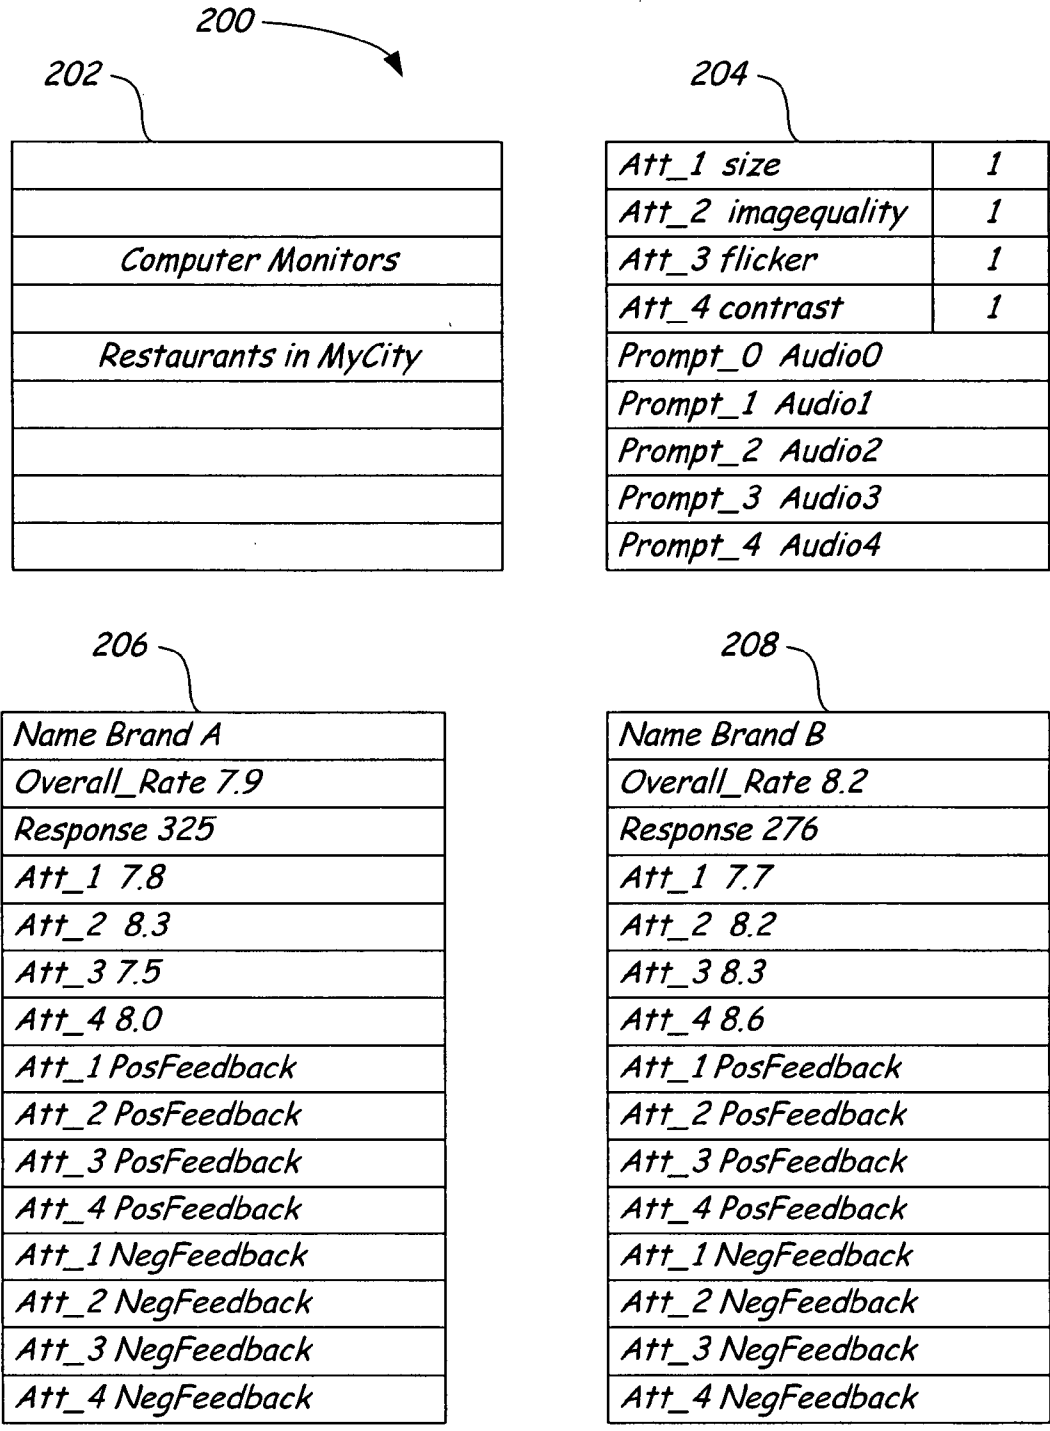 200
202
204
Computer Monitors
Restaurants in MyCity
Att_1 size 1
Att_2 imagequality 1
Att_3 flicker 1
Att_4 contrast 1
Prompt_0 Audio0
Prompt_1 Audio1
Prompt_2 Audio2
Prompt_3 Audio3
Prompt_4 Audio4
206
Name Brand A
Overall_Rate 7.9
Response 325
Att_1 7.8
Att_2 8.3
Att_3 7.5
Att_4 8.0
Att_1 PosFeedback
Att_2 PosFeedback
Att_3 PosFeedback
Att_4 PosFeedback
Att_1 NegFeedback
Att_2 NegFeedback
Att_3 NegFeedback
Att_4 NegFeedback
208
Name Brand B
Overall_Rate 8.2
Response 276
Att_1 7.7
Att_2 8.2
Att_3 8.3
Att_4 8.6
Att_1 PosFeedback
Att_2 PosFeedback
Att_3 PosFeedback
Att_4 PosFeedback
Att_1 NegFeedback
Att_2 NegFeedback
Att_3 NegFeedback
Att_4 NegFeedback